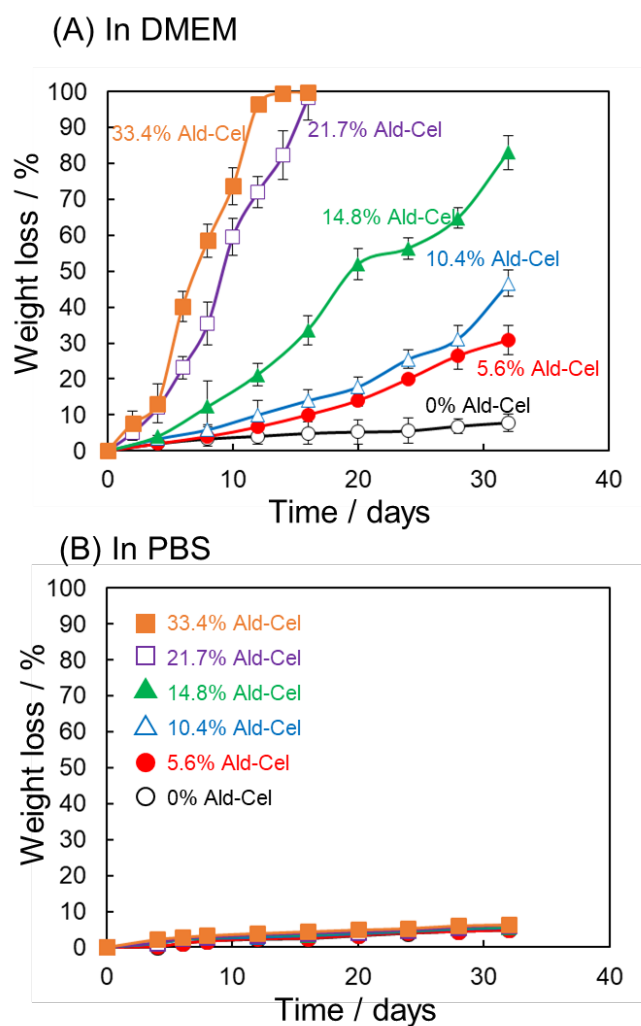 (A) In DMEM
100
90
80
70
60
50
40
30
20
10
0
Weight loss / %
33.4% Ald-Cel
21.7% Ald-Cel
14.8% Ald-Cel
10.4% Ald-Cel
5.6% Ald-Cel
0% Ald-Cel
0 10 20 30 40
Time / days
(B) In PBS
100
90
80
70
60
50
40
30
20
10
0
Weight loss / %
33.4% Ald-Cel
21.7% Ald-Cel
14.8% Ald-Cel
10.4% Ald-Cel
5.6% Ald-Cel
0% Ald-Cel
0 10 20 30 40
Time / days